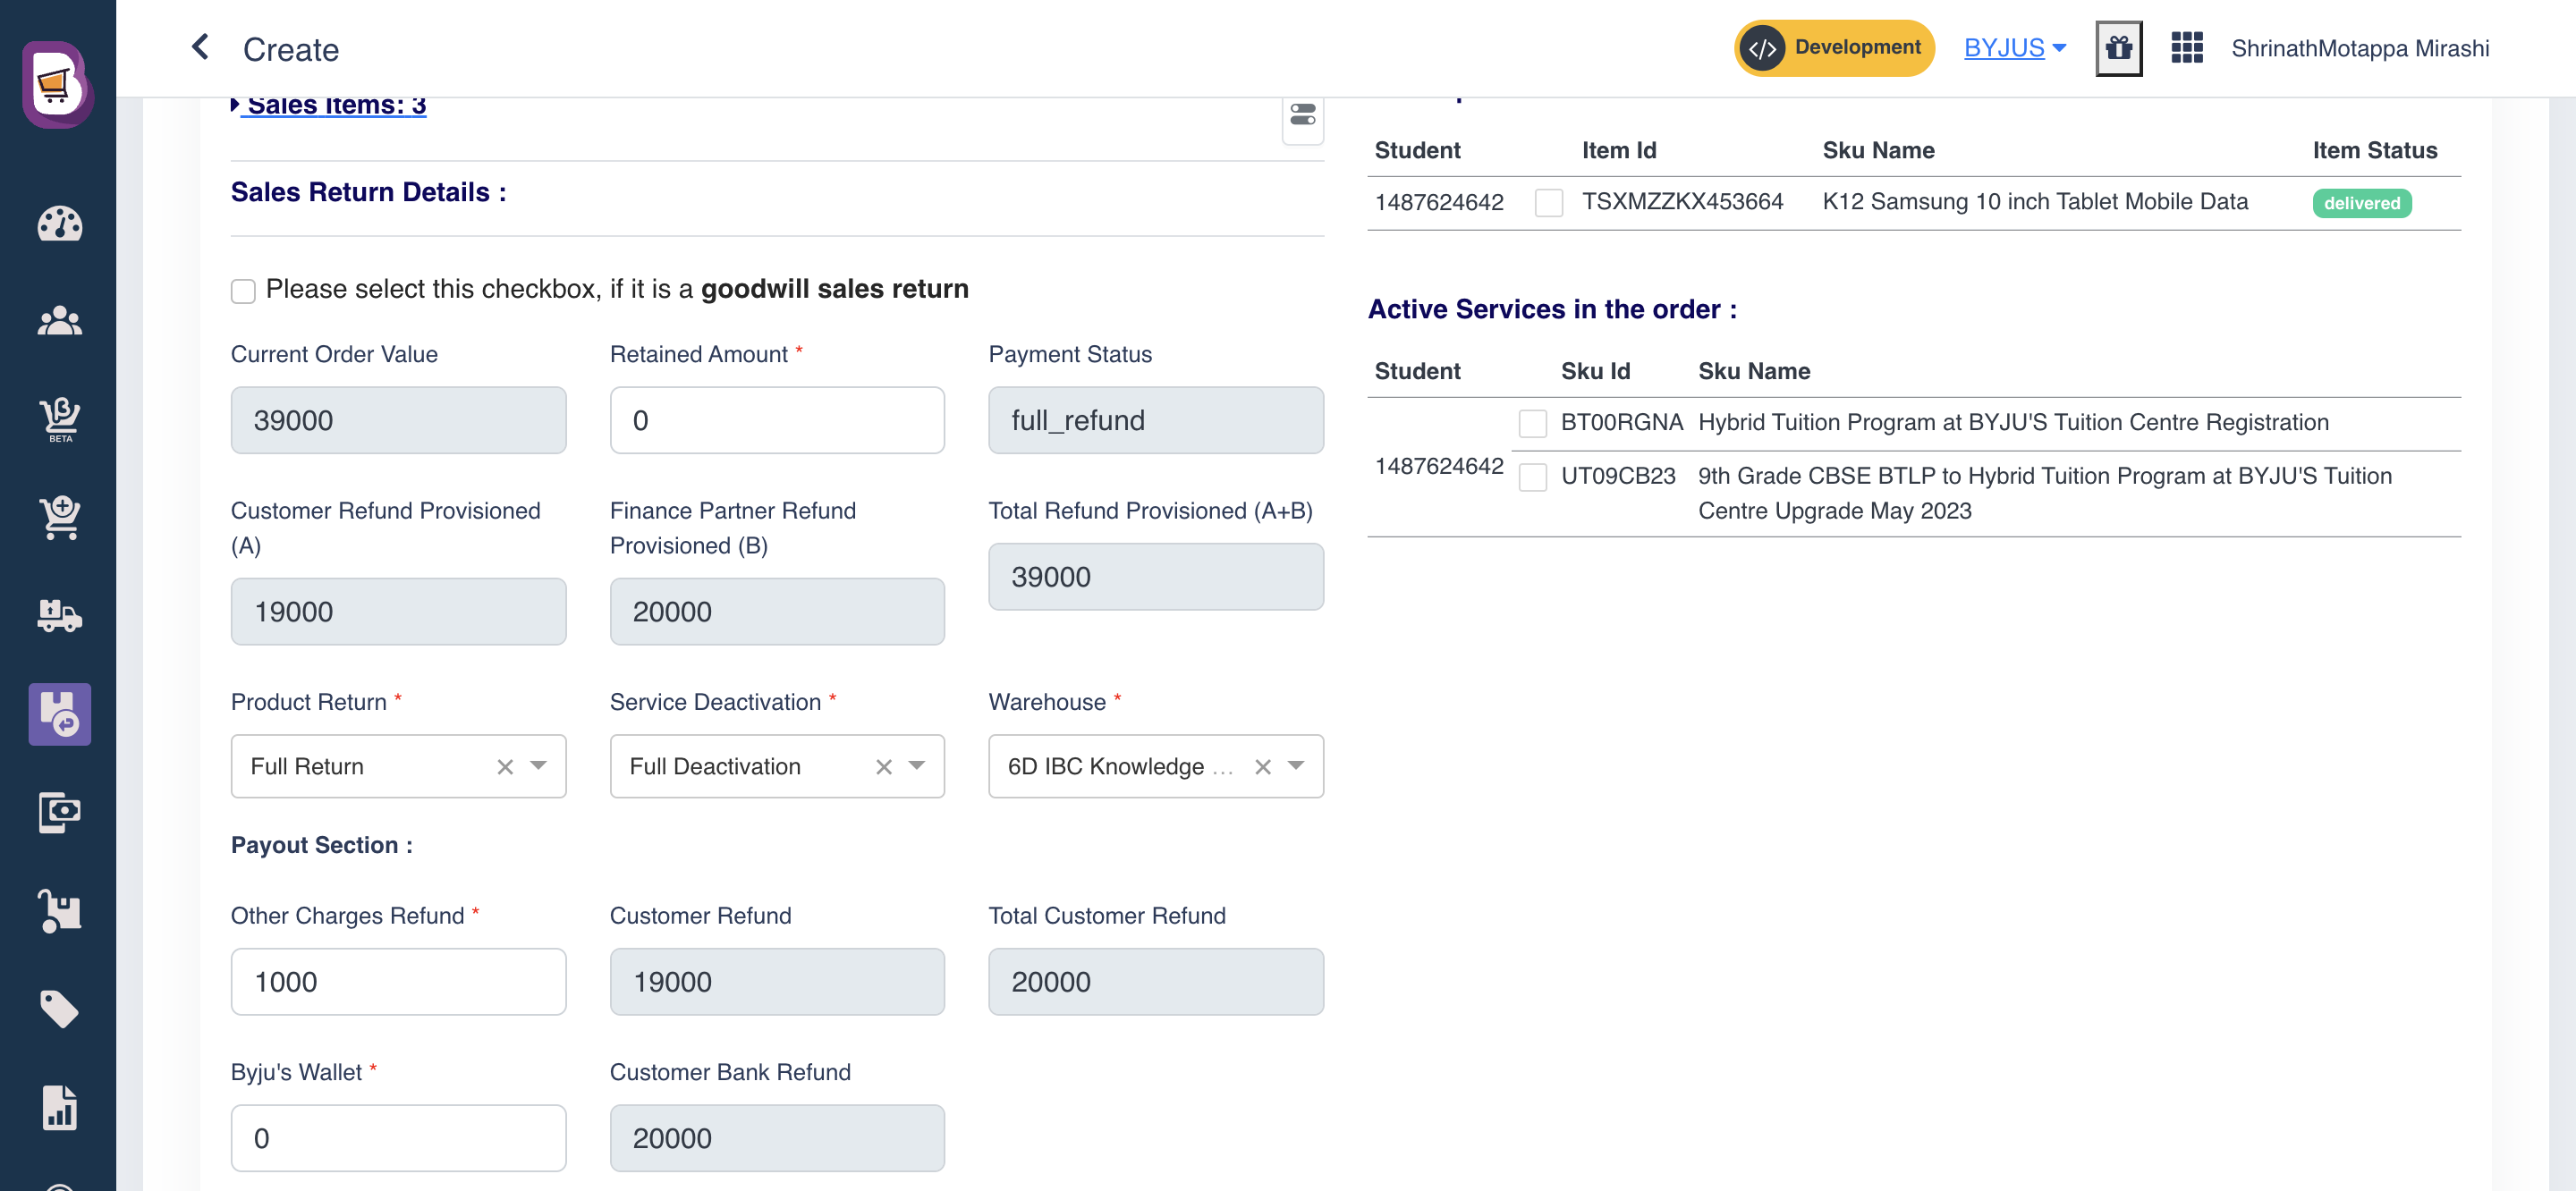 Create
</> Development
BYJUS
ShrinathMotappa Mirashi
BETA
Sales Items: 3
Sales Return Details :
Please select this checkbox, if it is a goodwill sales return
Current Order Value
Retained Amount *
Payment Status
39000
0
full_refund
Customer Refund Provisioned (A)
Finance Partner Refund Provisioned (B)
Total Refund Provisioned (A+B)
19000
20000
39000
Product Return *
Service Deactivation *
Warehouse *
Full Return
Full Deactivation
6D IBC Knowledge ...
Payout Section :
Other Charges Refund *
Customer Refund
Total Customer Refund
1000
19000
20000
Byju's Wallet *
Customer Bank Refund
0
20000
Student Item Id Sku Name Item Status
1487624642 TSXMZZKX453664 K12 Samsung 10 inch Tablet Mobile Data delivered
Active Services in the order :
Student Sku Id Sku Name
1487624642
BT00RGNA Hybrid Tuition Program at BYJU'S Tuition Centre Registration
UT09CB23 9th Grade CBSE BTLP to Hybrid Tuition Program at BYJU'S Tuition
Centre Upgrade May 2023